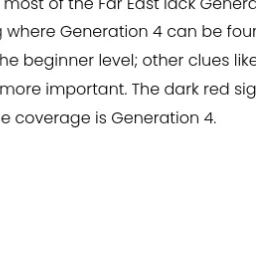 most of the Far East lack Genera
where Generation 4 can be four
he beginner level; other clues like
more important. The dark red sig
e coverage is Generation 4.